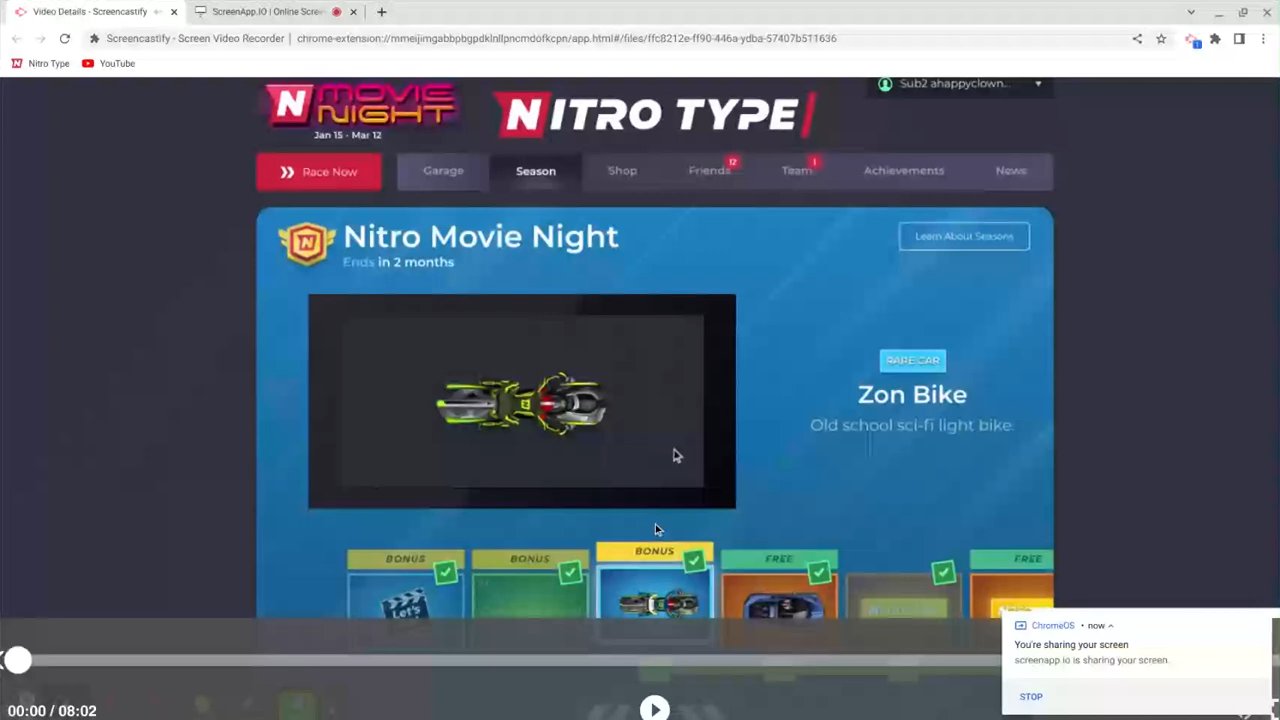 Video Details - Screencastify
ScreenApp.IO | Online Scree
Screencastify - Screen Video Recorder | chrome-extension://mmeijimgabbpbgpdklnllpncmdofkcpn/app.html#/files/ffc8212e-ff90-446a-ydba-57407b511636
Nitro Type YouTube
N MOVIE NIGHT
Jan 15 - Mar 12
NITRO TYPE
Sub2 ahappyclown..
Race Now Garage Season Shop Friends 12 Team 1 Achievements News
Nitro Movie Night
Ends in 2 months
Learn About Seasons
RARE CAR
Zon Bike
Old school sci-fi light bike.
BONUS BONUS BONUS FREE FREE
Let's
ChromeOS • now
You're sharing your screen
screenapp.io is sharing your screen.
STOP
00:00 / 08:02